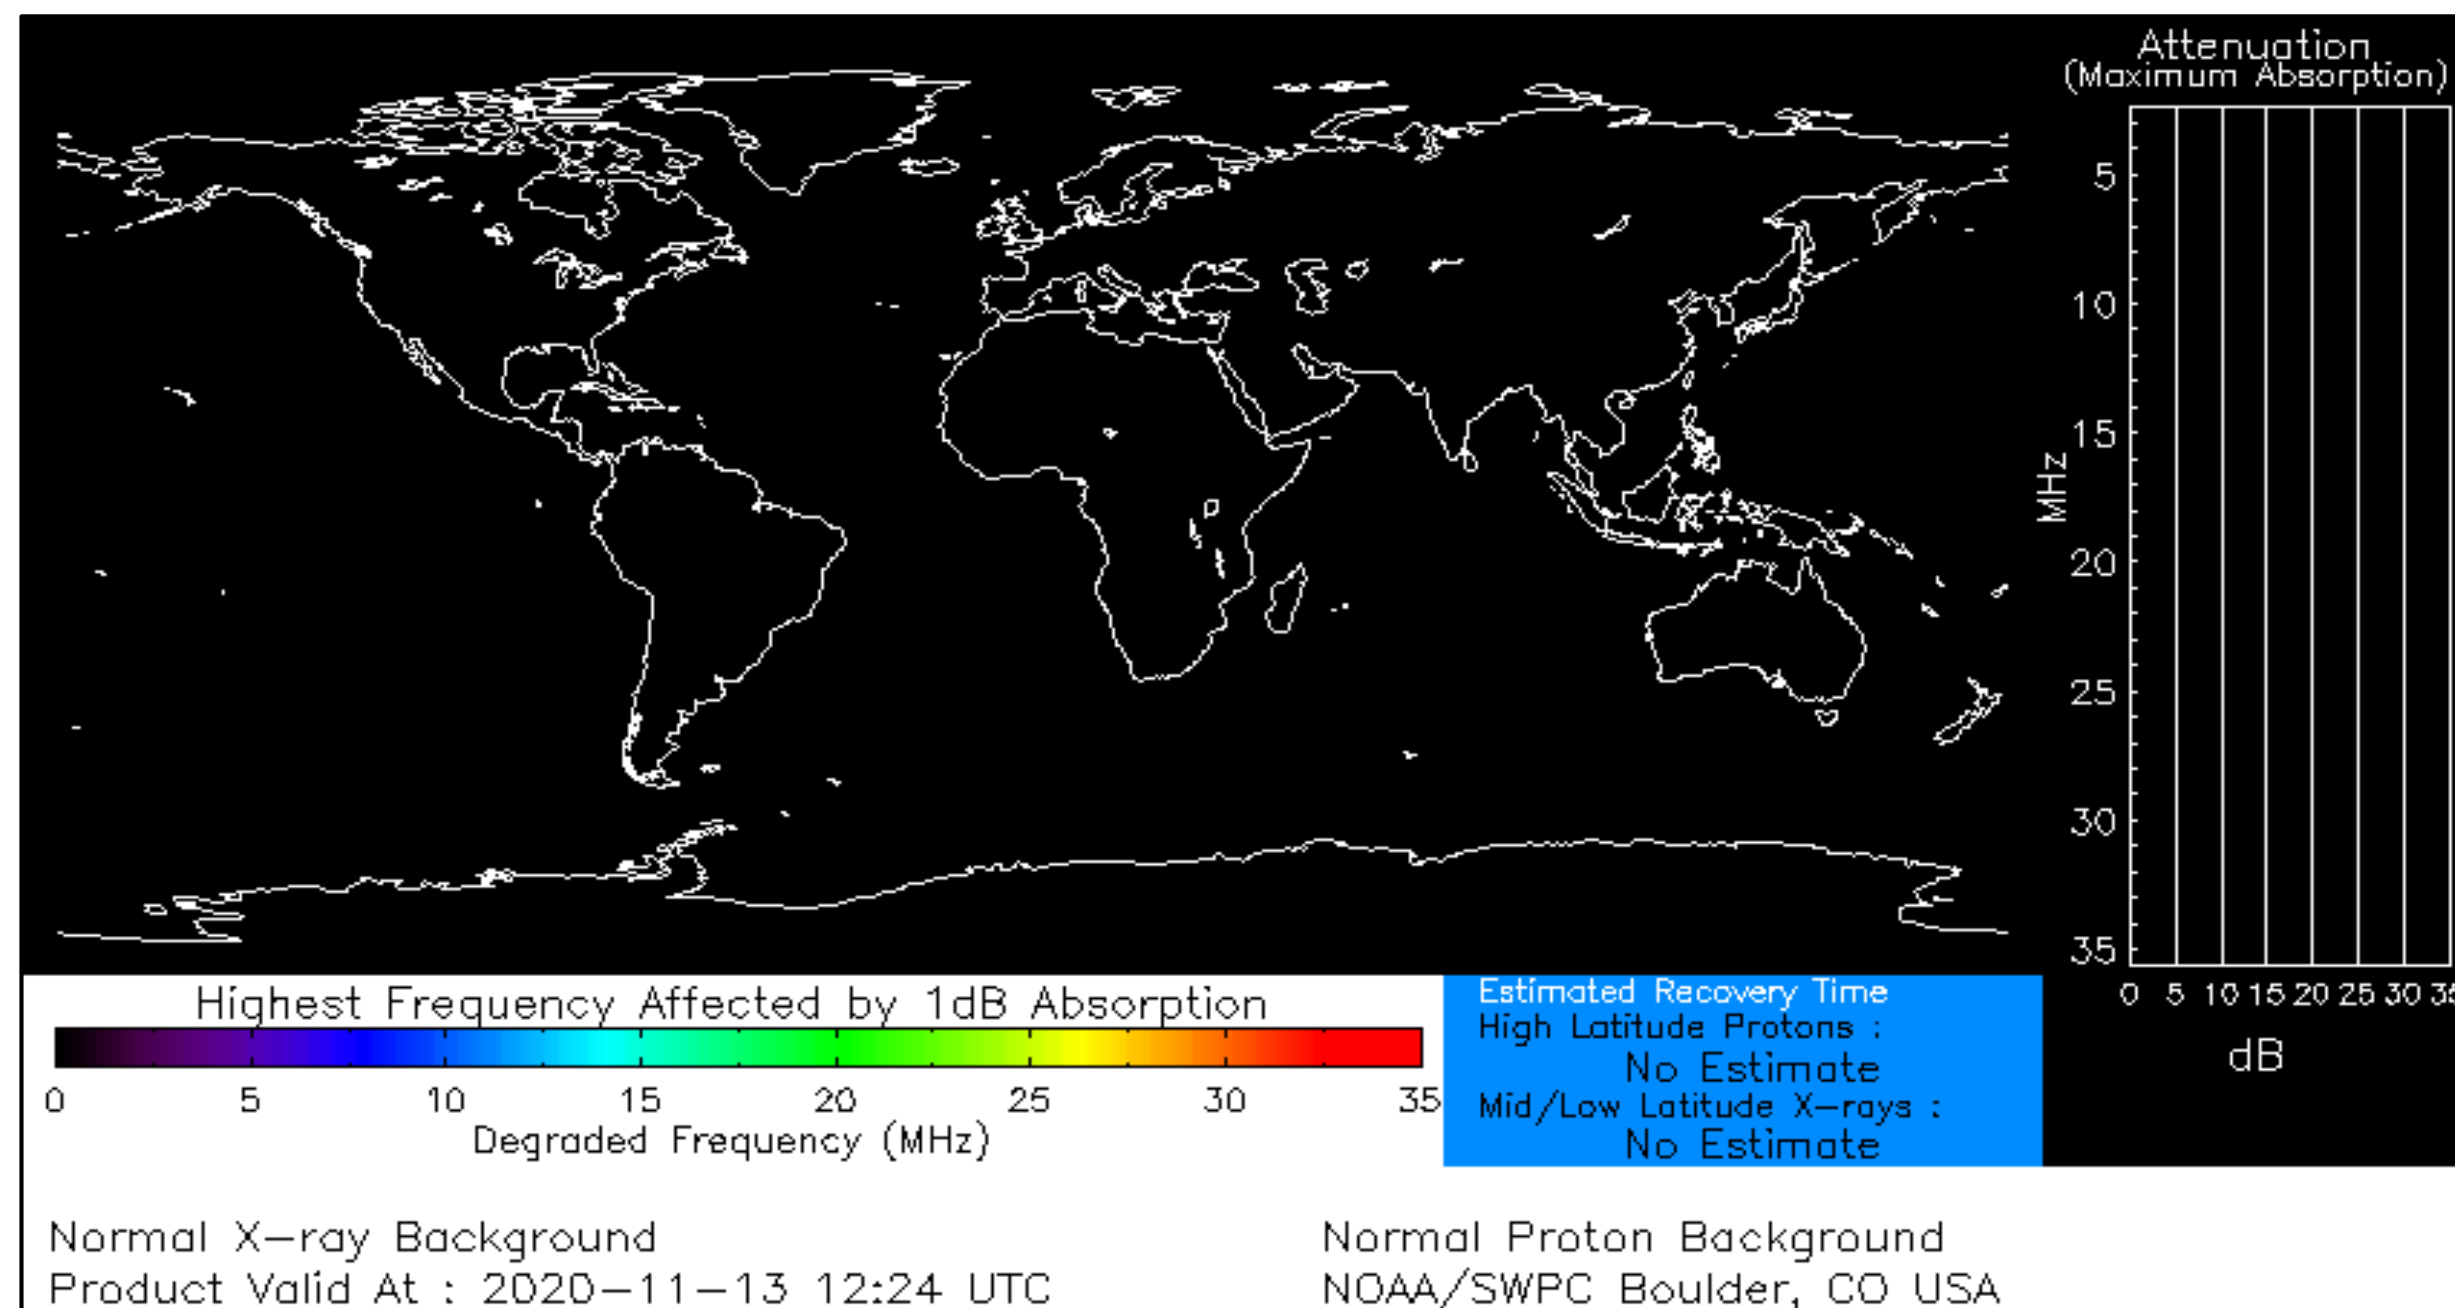 Attenuation
(Maximum Absorption)
5
10
15
20
25
30
35
MHz
0 5 10 15 20 25 30 35
dB
Highest Frequency Affected by 1dB Absorption
0 5 10 15 20 25 30 35
Degraded Frequency (MHz)
Estimated Recovery Time
High Latitude Protons :
No Estimate
Mid/Low Latitude X-rays :
No Estimate
Normal X-ray Background
Normal Proton Background
Product Valid At : 2020-11-13 12:24 UTC
NOAA/SWPC Boulder, CO USA